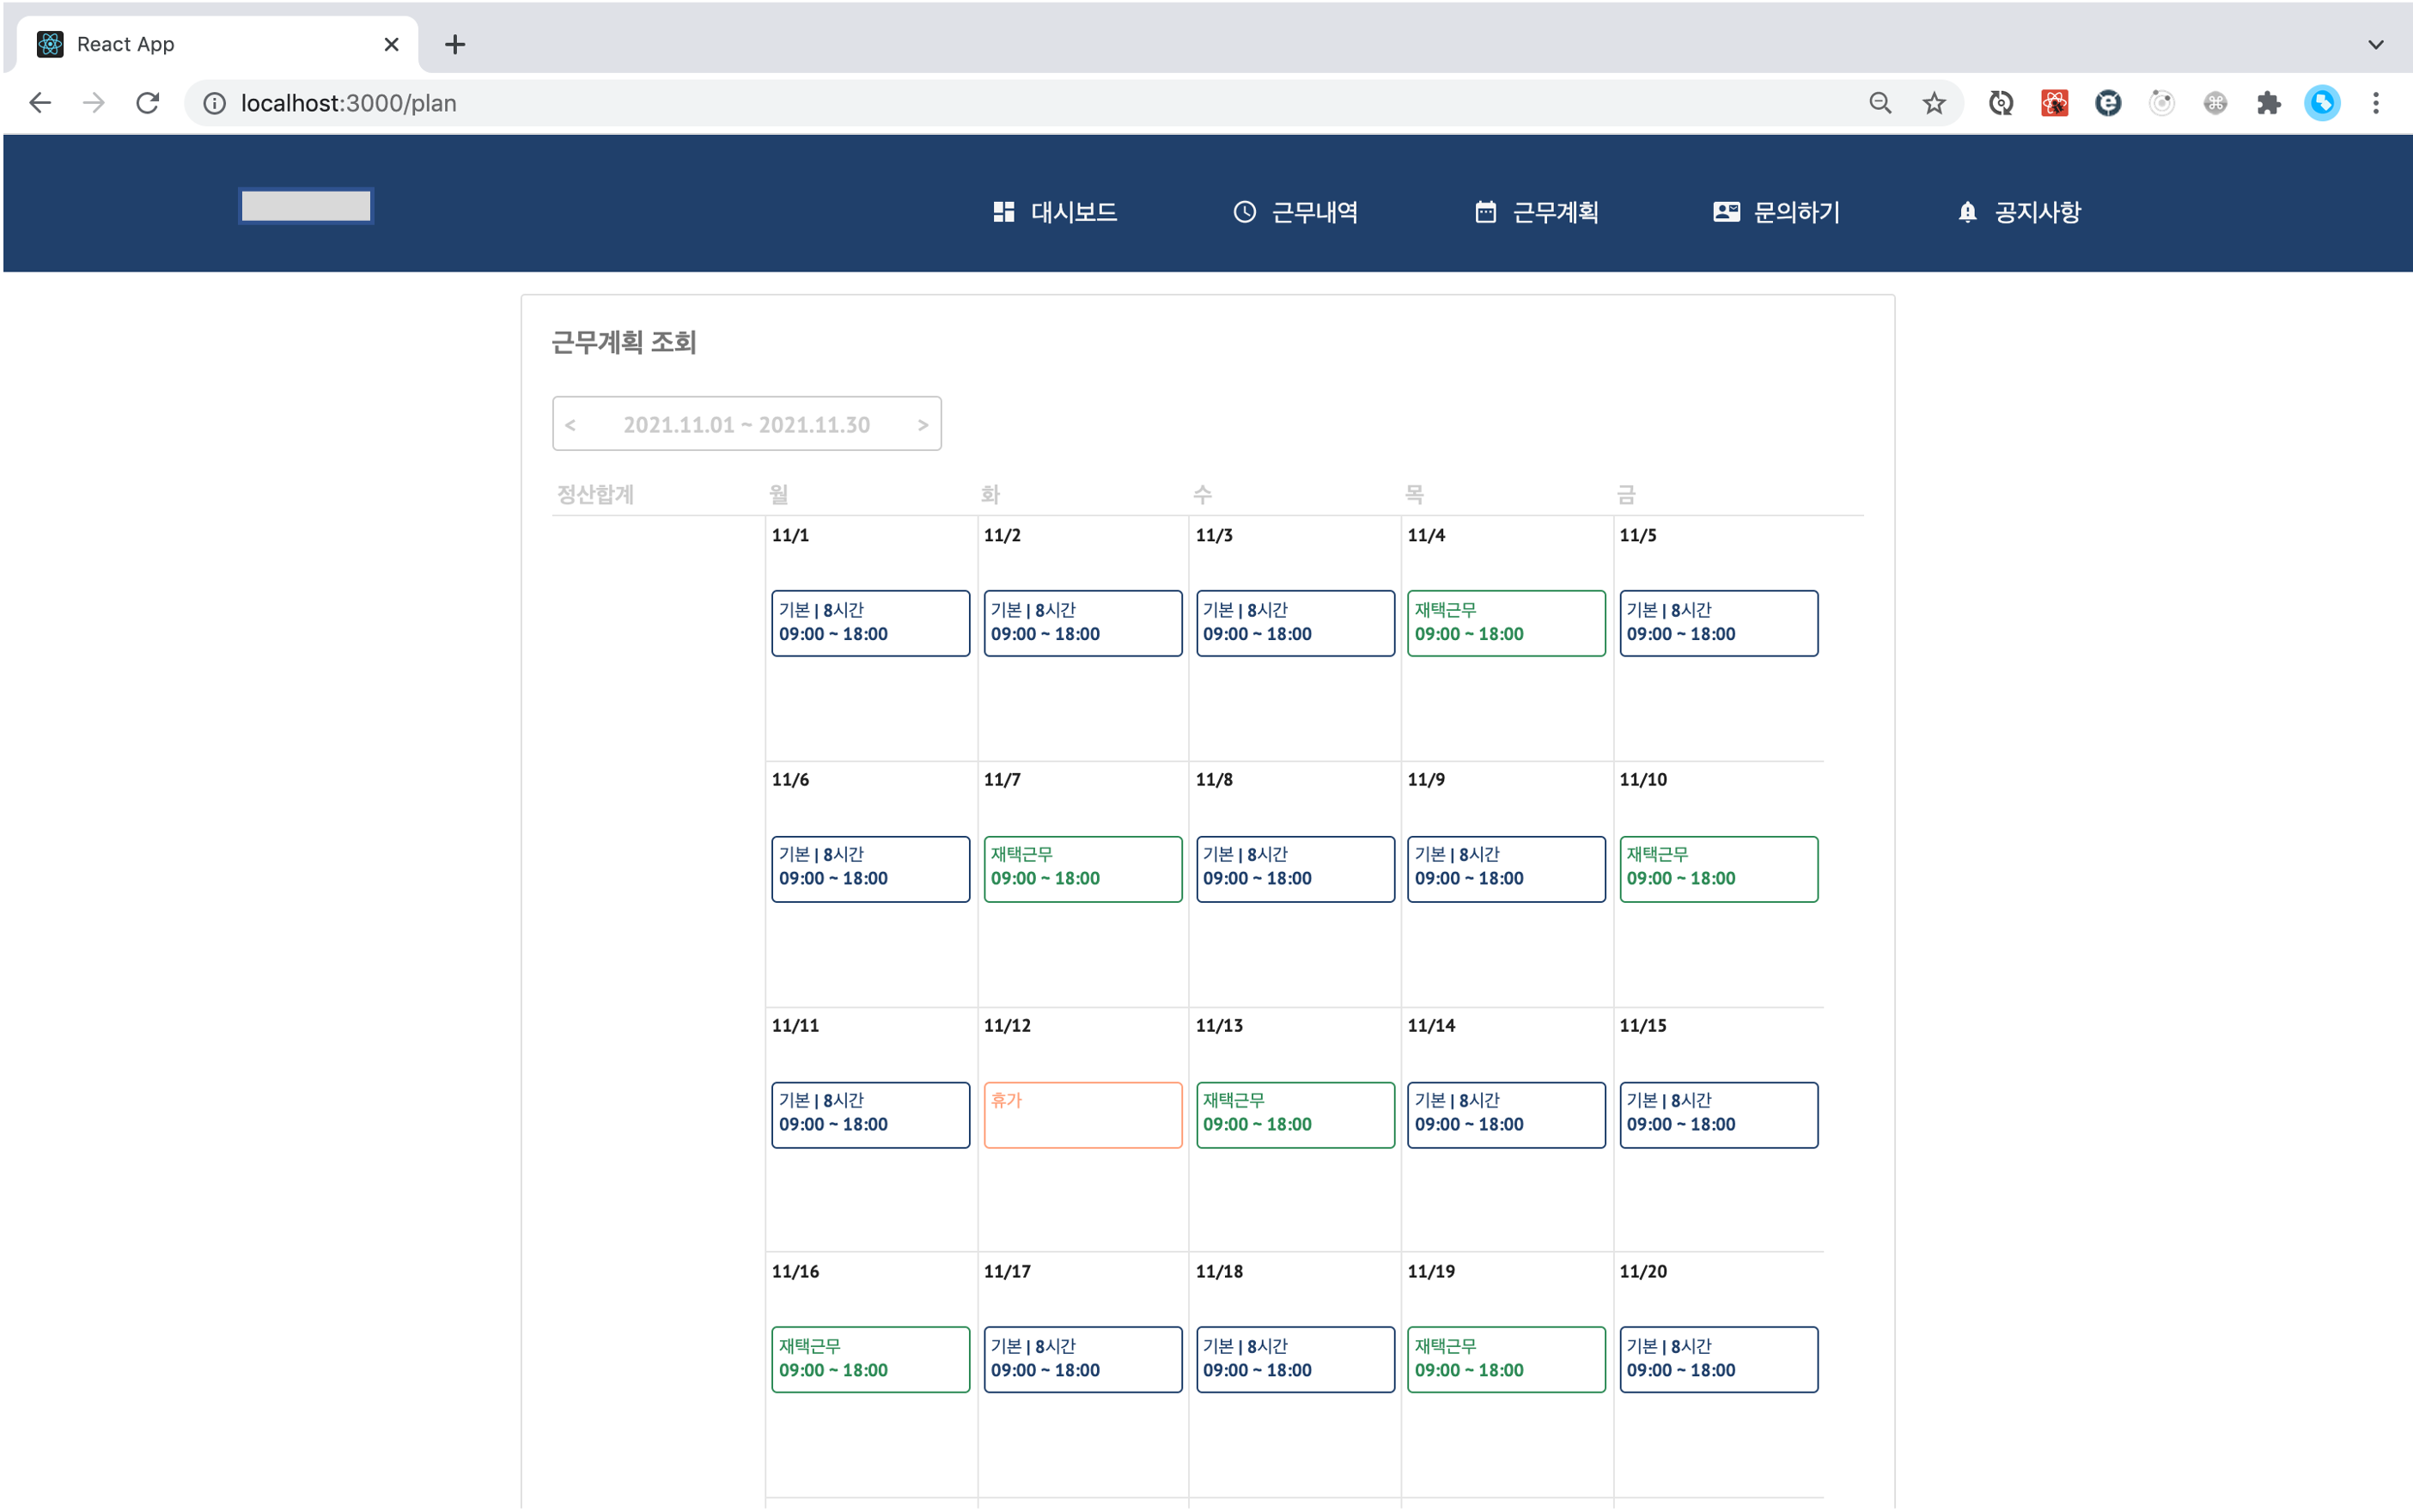 React App
localhost:3000/plan
대시보드 근무내역 근무계획 문의하기 공지사항
근무계획 조회
< 2021.11.01 ~ 2021.11.30 >
정산합계 월 화 수 목 금
11/1 11/2 11/3 11/4 11/5
기본 | 8시간 기본 | 8시간 기본 | 8시간 재택근무 기본 | 8시간
09:00 ~ 18:00 09:00 ~ 18:00 09:00 ~ 18:00 09:00 ~ 18:00 09:00 ~ 18:00
11/6 11/7 11/8 11/9 11/10
기본 | 8시간 재택근무 기본 | 8시간 기본 | 8시간 재택근무
09:00 ~ 18:00 09:00 ~ 18:00 09:00 ~ 18:00 09:00 ~ 18:00 09:00 ~ 18:00
11/11 11/12 11/13 11/14 11/15
기본 | 8시간 휴가 재택근무 기본 | 8시간 기본 | 8시간
09:00 ~ 18:00 09:00 ~ 18:00 09:00 ~ 18:00 09:00 ~ 18:00
11/16 11/17 11/18 11/19 11/20
재택근무 기본 | 8시간 기본 | 8시간 재택근무 기본 | 8시간
09:00 ~ 18:00 09:00 ~ 18:00 09:00 ~ 18:00 09:00 ~ 18:00 09:00 ~ 18:00